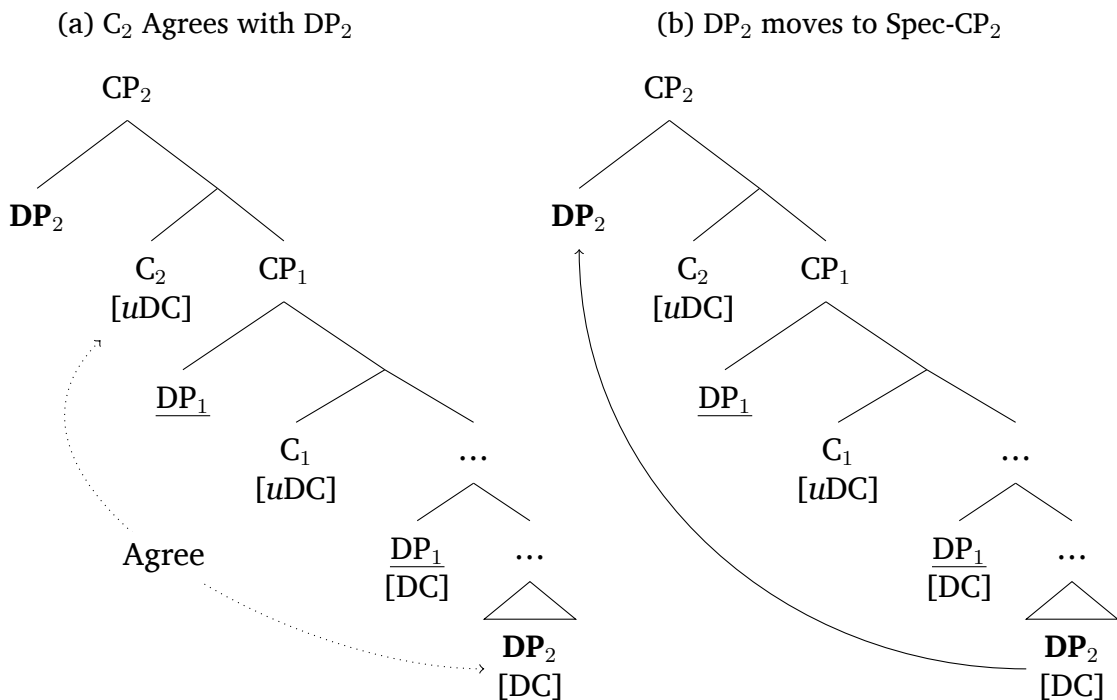 (a) C₂ Agrees with DP₂
CP₂
DP₂
C₂
[uDC]
CP₁
DP₁
C₁
[uDC]
...
Agree
DP₁
[DC]
...
DP₂
[DC]
(b) DP₂ moves to Spec-CP₂
CP₂
DP₂
C₂
[uDC]
CP₁
DP₁
C₁
[uDC]
...
DP₁
[DC]
...
DP₂
[DC]